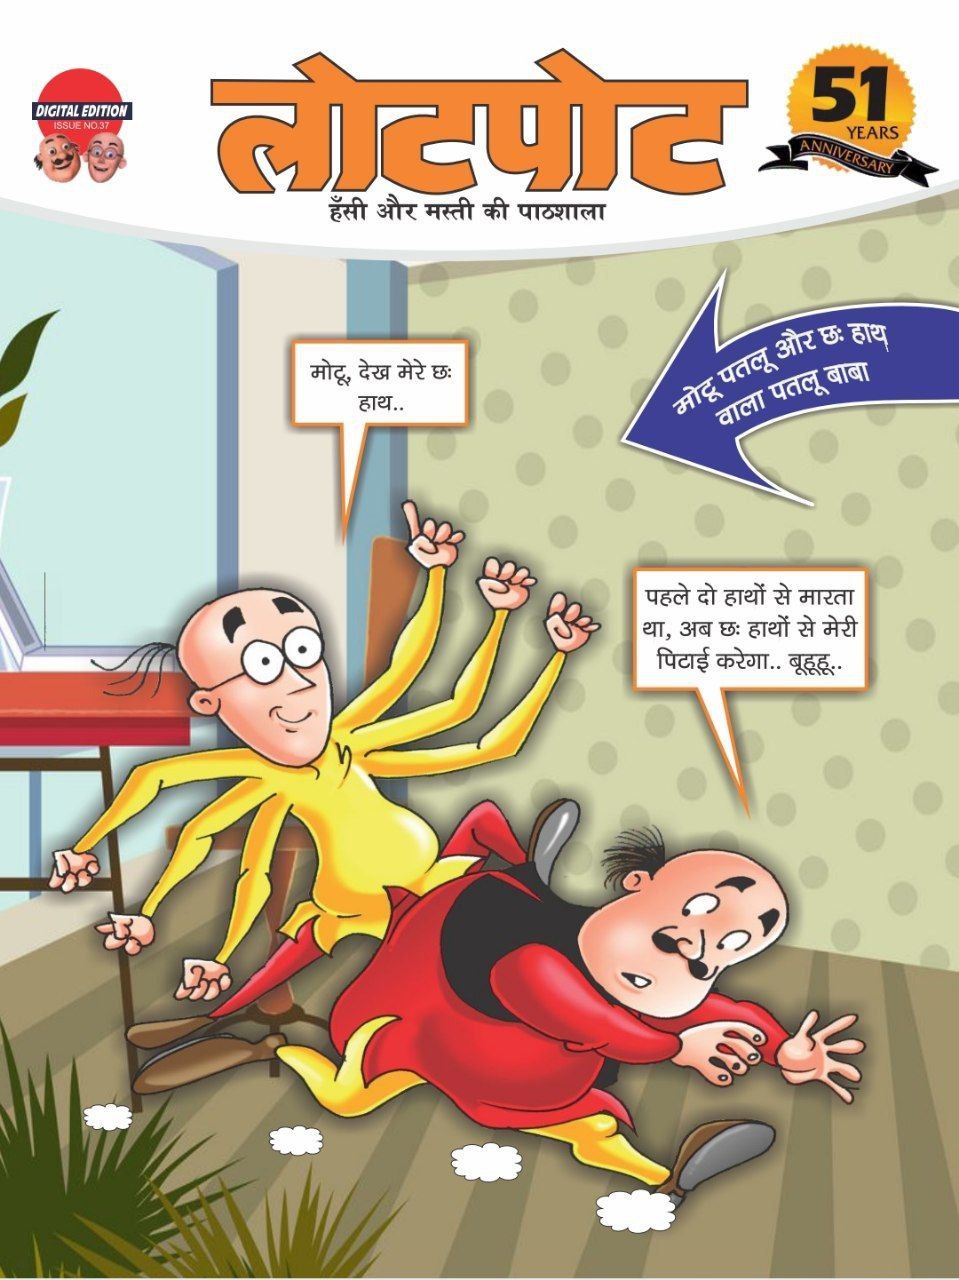 DIGITAL EDITION
ISSUE NO.37
लोटपोट
हँसी और मस्ती की पाठशाला
51
YEARS
ANNIVERSARY
मोटू पतलू और छः हाथ
वाला पतलू बाबा
मोटू, देख मेरे छः
हाथ..
पहले दो हाथों से मारता
था, अब छः हाथों से मेरी
पिटाई करेगा.. बूहूहू..